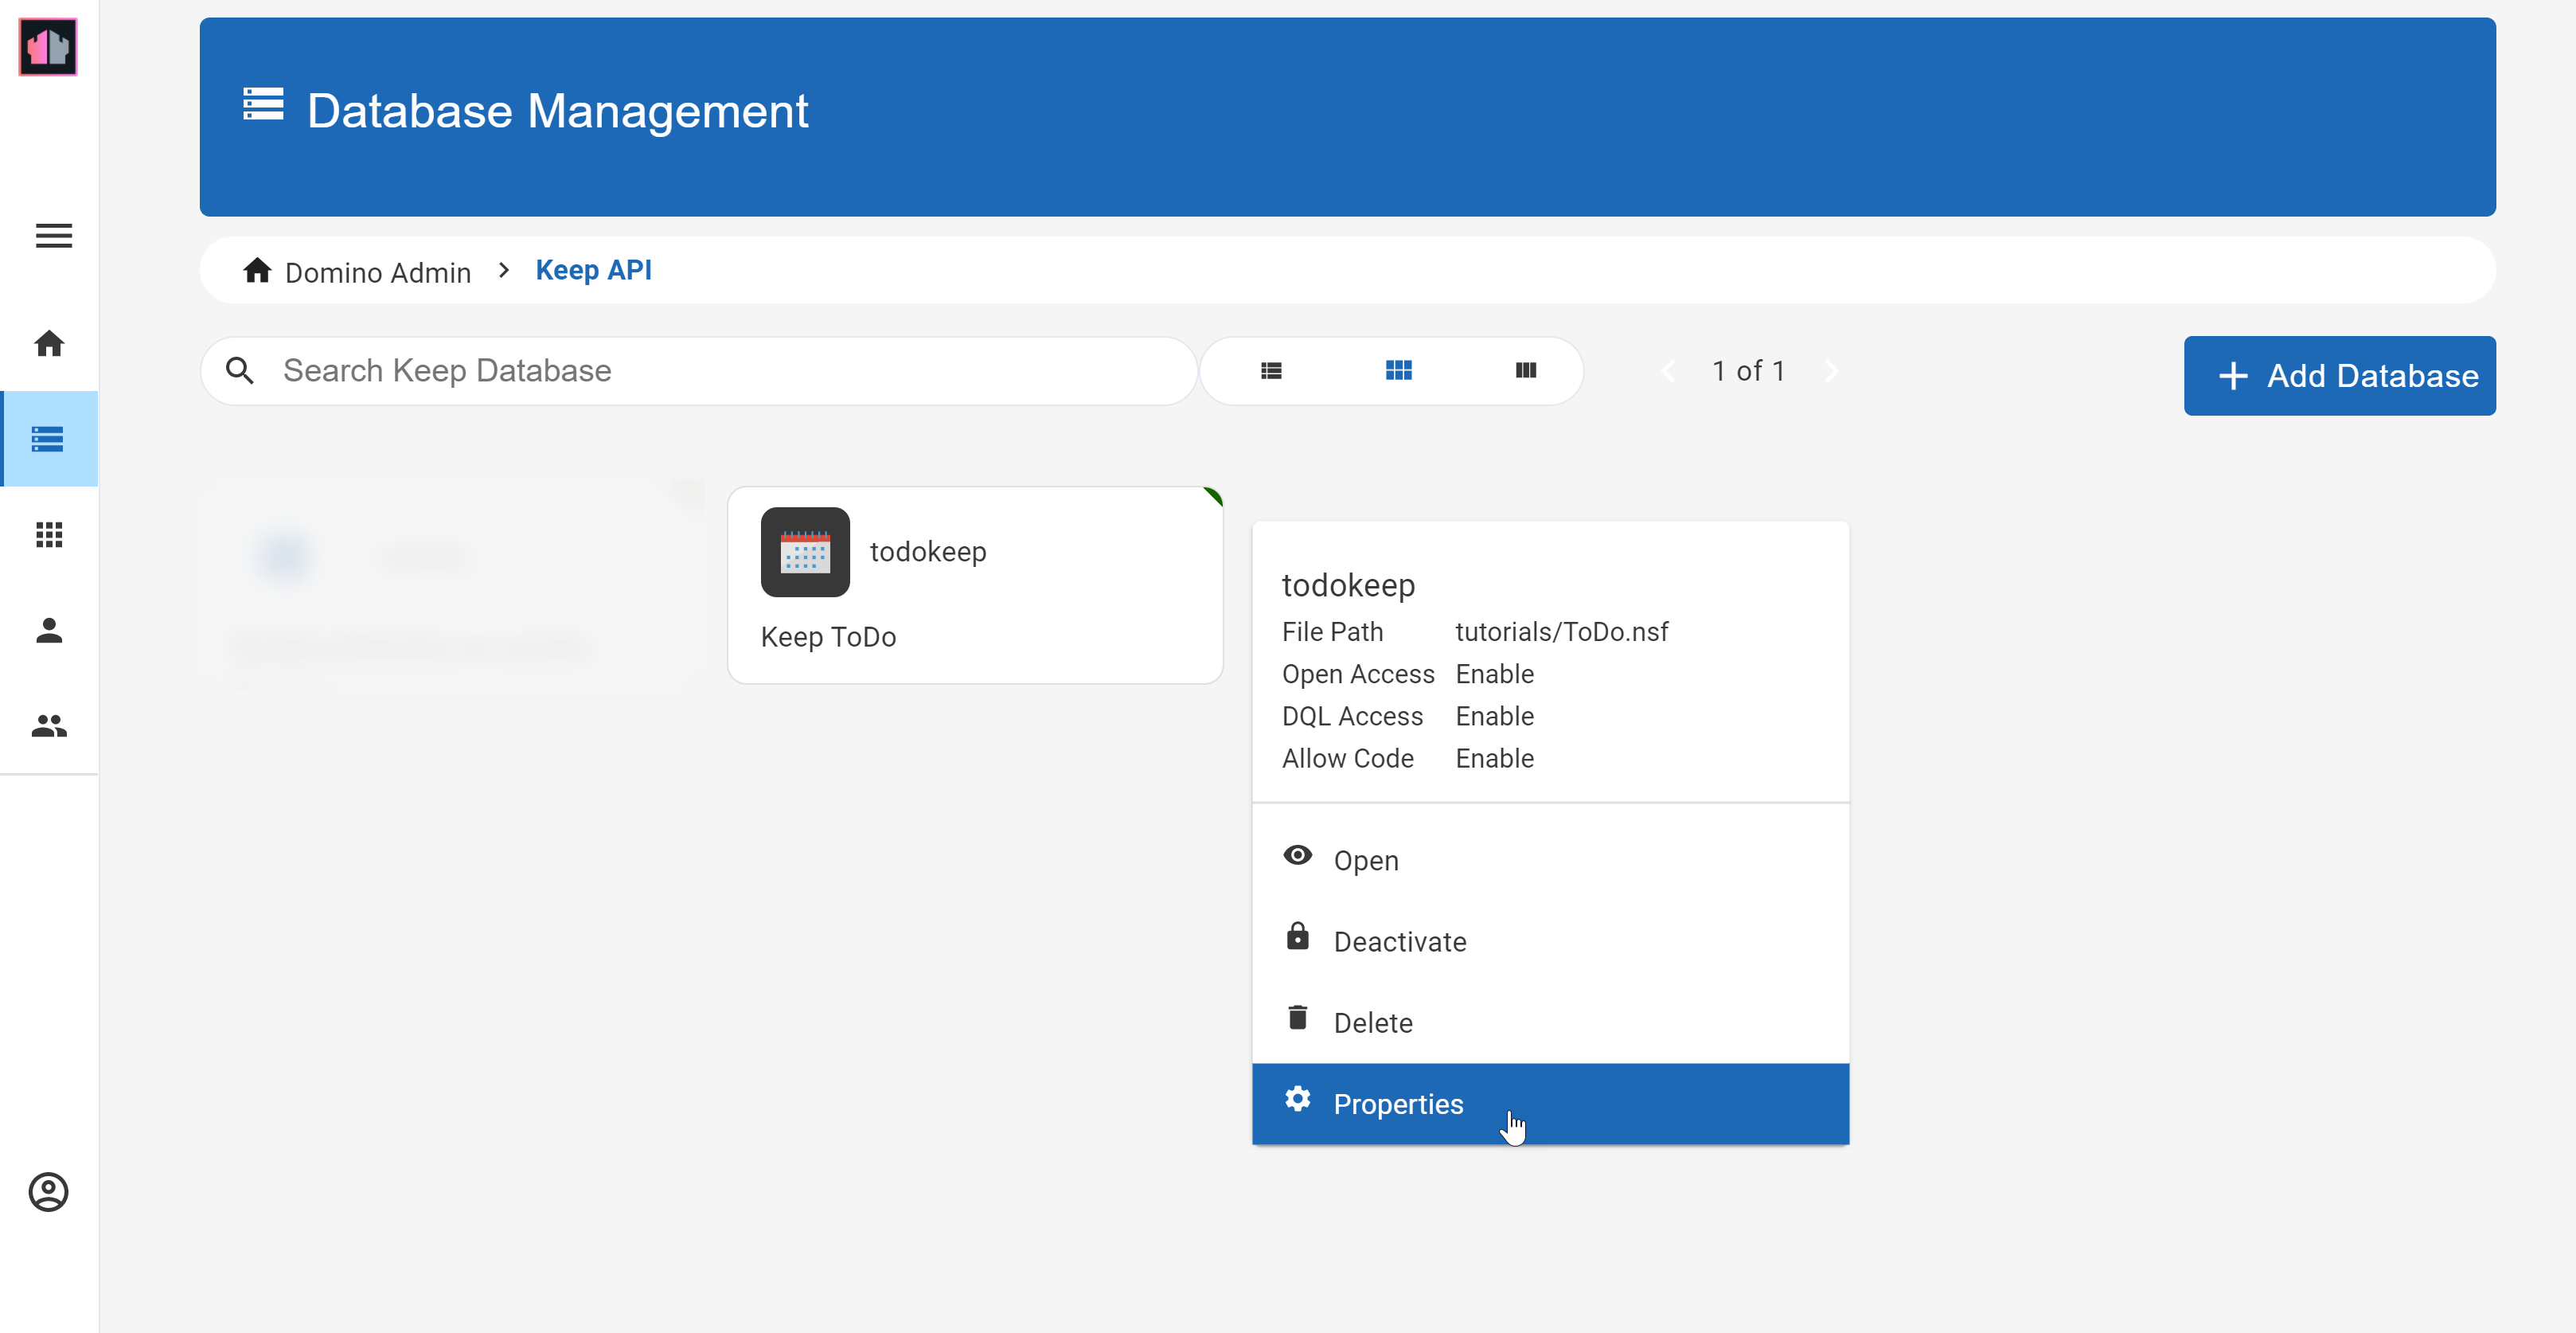 Database Management
Domino Admin > Keep API
Search Keep Database
1 of 1
+ Add Database
todokeep
Keep ToDo
todokeep
File Path tutorials/ToDo.nsf
Open Access Enable
DQL Access Enable
Allow Code Enable
Open
Deactivate
Delete
Properties